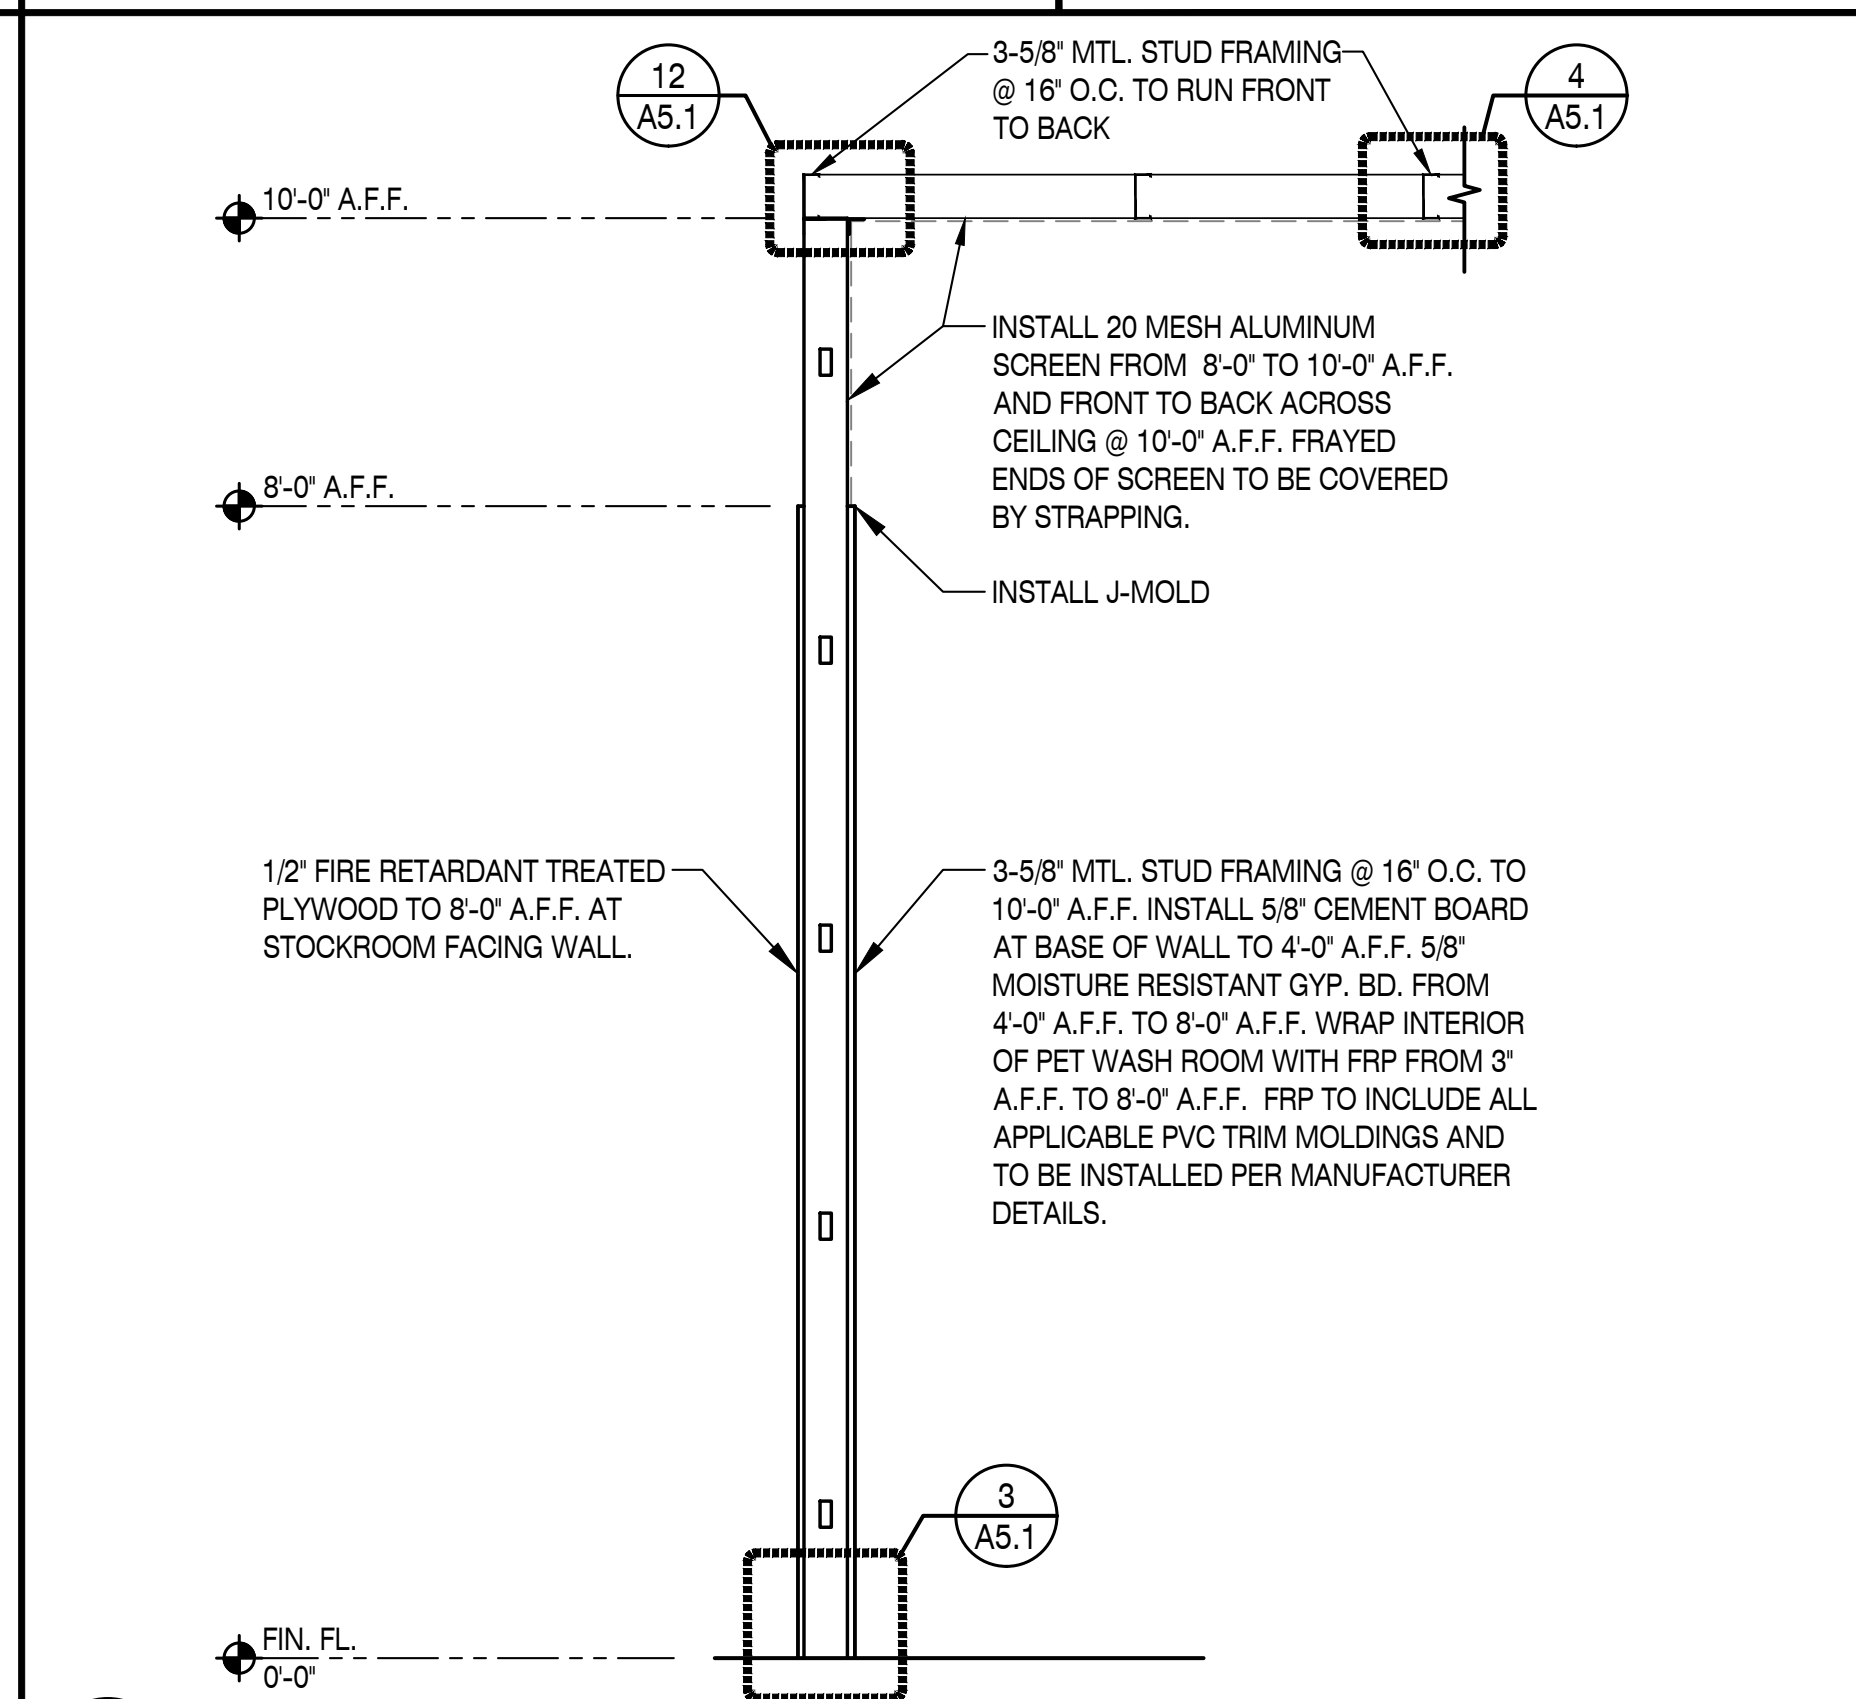 12
A5.1
3-5/8" MTL. STUD FRAMING
@ 16" O.C. TO RUN FRONT
TO BACK
4
A5.1
10'-0" A.F.F.
INSTALL 20 MESH ALUMINUM
SCREEN FROM 8'-0" TO 10'-0" A.F.F.
AND FRONT TO BACK ACROSS
CEILING @ 10'-0" A.F.F. FRAYED
ENDS OF SCREEN TO BE COVERED
BY STRAPPING.
8'-0" A.F.F.
INSTALL J-MOLD
1/2" FIRE RETARDANT TREATED
PLYWOOD TO 8'-0" A.F.F. AT
STOCKROOM FACING WALL.
3-5/8" MTL. STUD FRAMING @ 16" O.C. TO
10'-0" A.F.F. INSTALL 5/8" CEMENT BOARD
AT BASE OF WALL TO 4'-0" A.F.F. 5/8"
MOISTURE RESISTANT GYP. BD. FROM
4'-0" A.F.F. TO 8'-0" A.F.F. WRAP INTERIOR
OF PET WASH ROOM WITH FRP FROM 3"
A.F.F. TO 8'-0" A.F.F. FRP TO INCLUDE ALL
APPLICABLE PVC TRIM MOLDINGS AND
TO BE INSTALLED PER MANUFACTURER
DETAILS.
3
A5.1
FIN. FL.
0'-0"